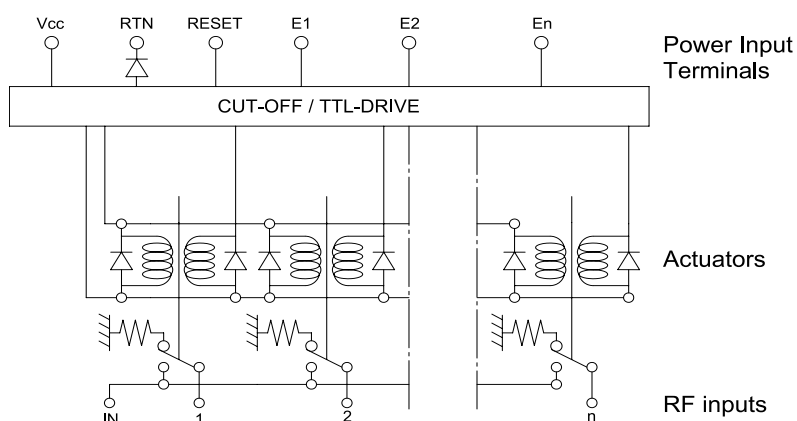 Vcc RTN RESET E1 E2 En
Power Input
Terminals
CUT-OFF / TTL-DRIVE
Actuators
IN 1 2 n
RF inputs